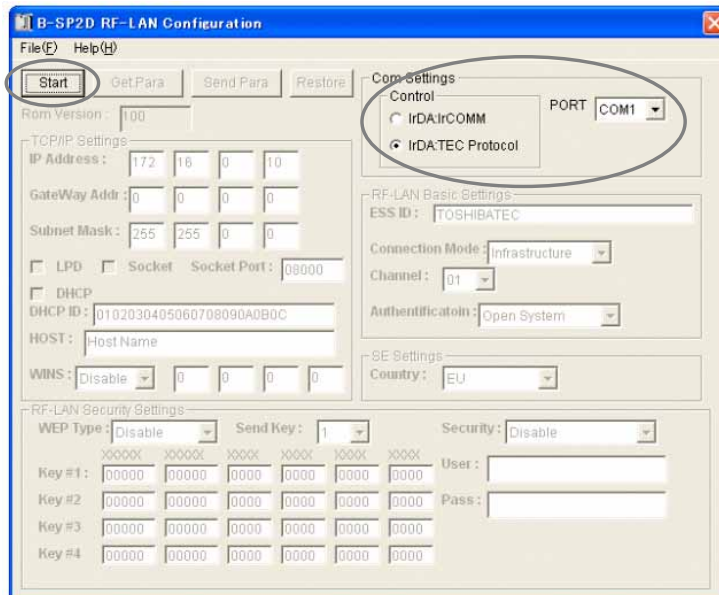 B-SP2D RF-LAN Configuration
File(F) Help(H)
Start Get Para Send Para Restore
Rom Version : 100
Com Settings
Control
IrDA:IrCOMM
IrDA:TEC Protocol
PORT COM1
TCP/IP Settings
IP Address : 172 16 0 10
GateWay Addr : 0 0 0 0
Subnet Mask : 255 255 0 0
LPD Socket Socket Port : 08000
DHCP
DHCP ID : 0102030405060708090A0B0C
HOST : Host Name
WINS : Disable 0 0 0 0
RF-LAN Basic Settings
ESS ID : TOSHIBATEC
Connection Mode : Infrastructure
Channel : 01
Authentificatoin : Open System
SE Settings
Country : EU
RF-LAN Security Settings
WEP Type : Disable Send Key : 1 Security : Disable
XXXXX XXXXX XXXX XXXX XXXX XXXX
Key #1 : 00000 00000 0000 0000 0000 0000
Key #2 00000 00000 0000 0000 0000 0000
Key #3 00000 00000 0000 0000 0000 0000
Key #4 00000 00000 0000 0000 0000 0000
User :
Pass :